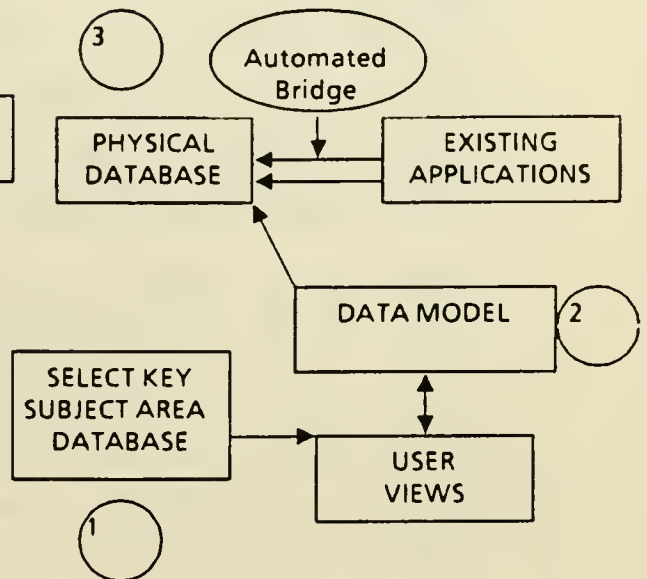 3
Automated
Bridge
PHYSICAL
DATABASE
EXISTING
APPLICATIONS
DATA MODEL
2
SELECT KEY
SUBJECT AREA
DATABASE
USER
VIEWS
1